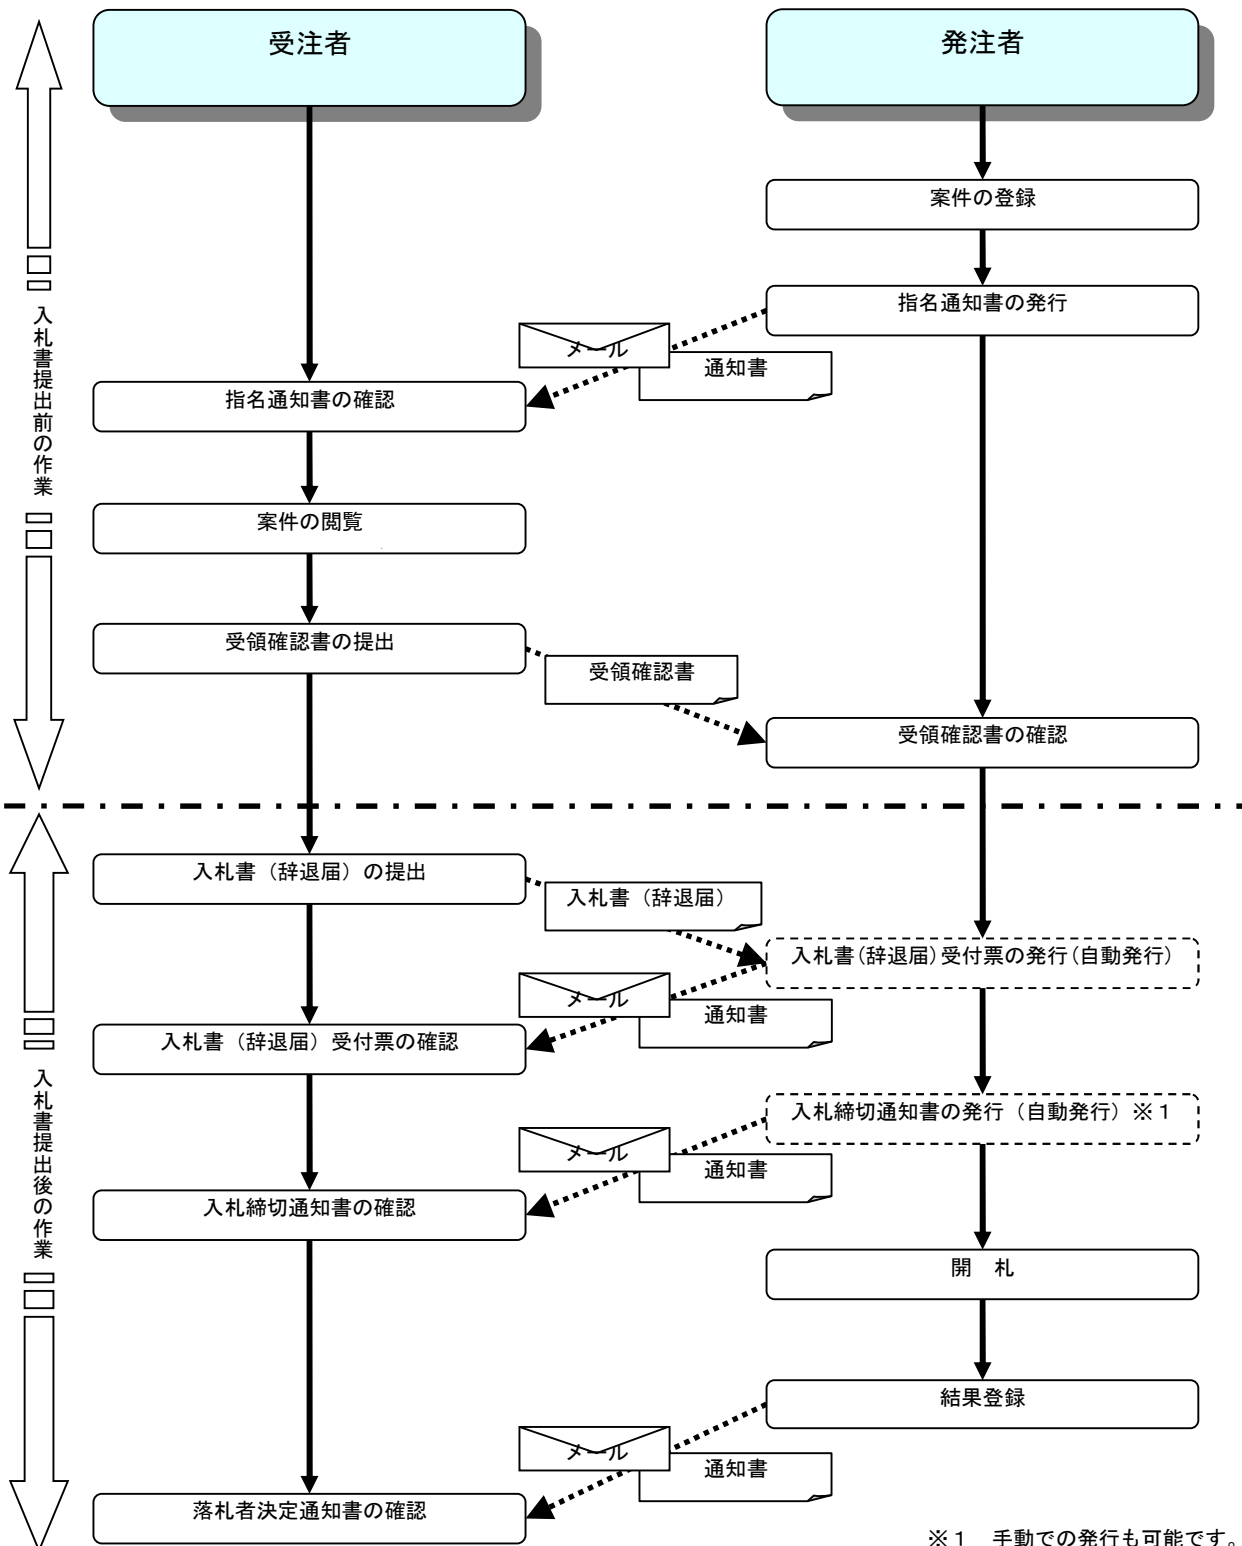 受注者
発注者
案件の登録
指名通知書の発行
メール
通知書
指名通知書の確認
入札書提出前の作業
案件の閲覧
受領確認書の提出
受領確認書
受領確認書の確認
入札書（辞退届）の提出
入札書（辞退届）
入札書（辞退届）受付票の発行（自動発行）
メール
通知書
入札書（辞退届）受付票の確認
入札書提出後の作業
入札締切通知書の発行（自動発行）※１
メール
通知書
入札締切通知書の確認
開　札
結果登録
メール
通知書
落札者決定通知書の確認
※１　手動での発行も可能です。